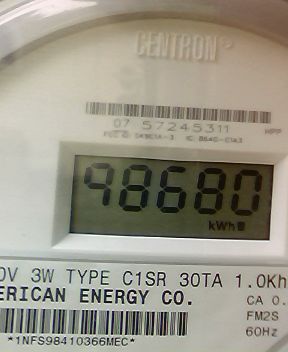 CENTRON
07 57245311
HPP
98680
kWh
0V 3W TYPE C1SR 30TA 1.0Kh
ERICAN ENERGY CO.
CA 0.
FM2S
60Hz
*1NFS98410366MEC*